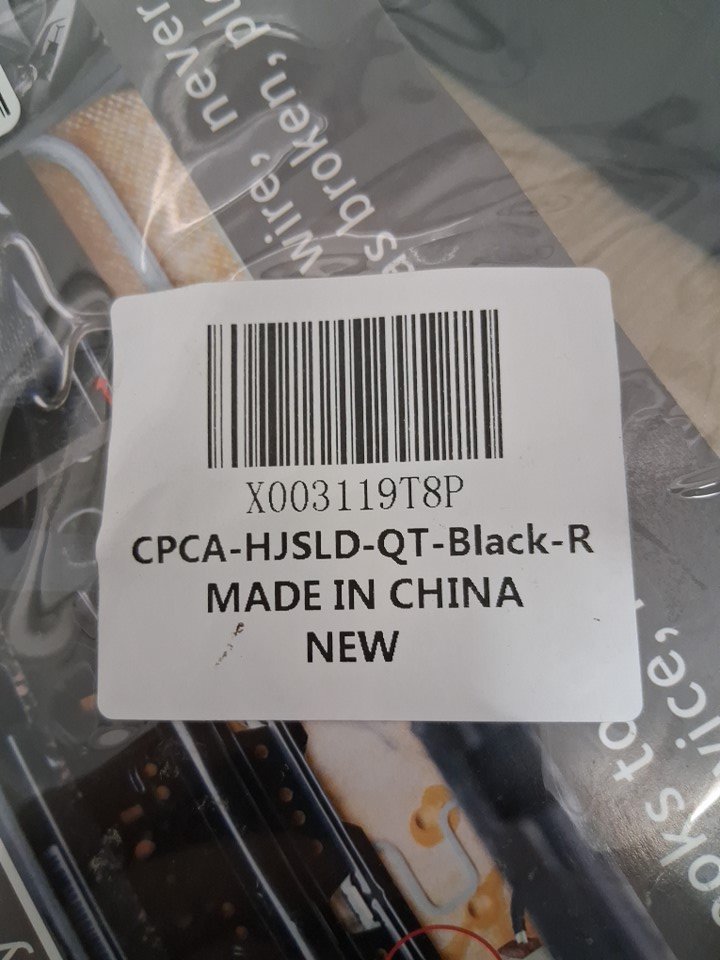 wire, never
as broken,
X003119T8P
CPCA-HJSLD-QT-Black-R
MADE IN CHINA
NEW